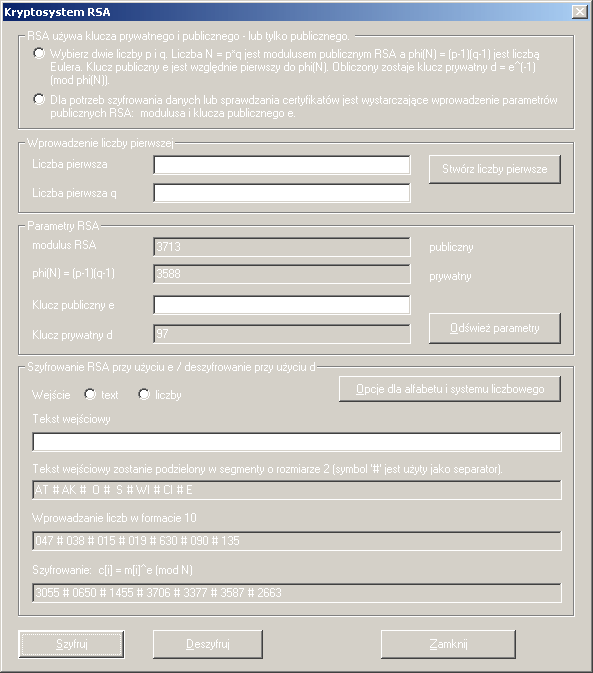 Kryptosystem RSA
RSA używa klucza prywatnego i publicznego - lub tylko publicznego.
Wybierz dwie liczby p i q. Liczba N = p*q jest modulusem publicznym RSA a phi(N) = (p-1)(q-1) jest liczbą
Eulera. Klucz publiczny e jest względnie pierwszy do phi(N). Obliczony zostaje klucz prywatny d = e^(-1)
(mod phi(N)).
Dla potrzeb szyfrowania danych lub sprawdzania certyfikatów jest wystarczające wprowadzenie parametrów
publicznych RSA: modulusa i klucza publicznego e.
Wprowadzenie liczby pierwszej
Liczba pierwsza
Stwórz liczby pierwsze
Liczba pierwsza q
Parametry RSA
modulus RSA 3713 publiczny
phi(N) = (p-1)(q-1) 3588 prywatny
Klucz publiczny e
Klucz prywatny d 97 Odśwież parametry
Szyfrowanie RSA przy użyciu e / deszyfrowanie przy użyciu d
Wejście text liczby Opcje dla alfabetu i systemu liczbowego
Tekst wejściowy
Tekst wejściowy zostanie podzielony w segmenty o rozmiarze 2 (symbol '#' jest użyty jako separator).
AT # AK # O # S # WI # CI # E
Wprowadzanie liczb w formacie 10
047 # 038 # 015 # 019 # 630 # 090 # 135
Szyfrowanie: c[i] = m[i]^e (mod N)
3055 # 0650 # 1455 # 3706 # 3377 # 3587 # 2663
Szyfruj Deszyfruj Zamknij